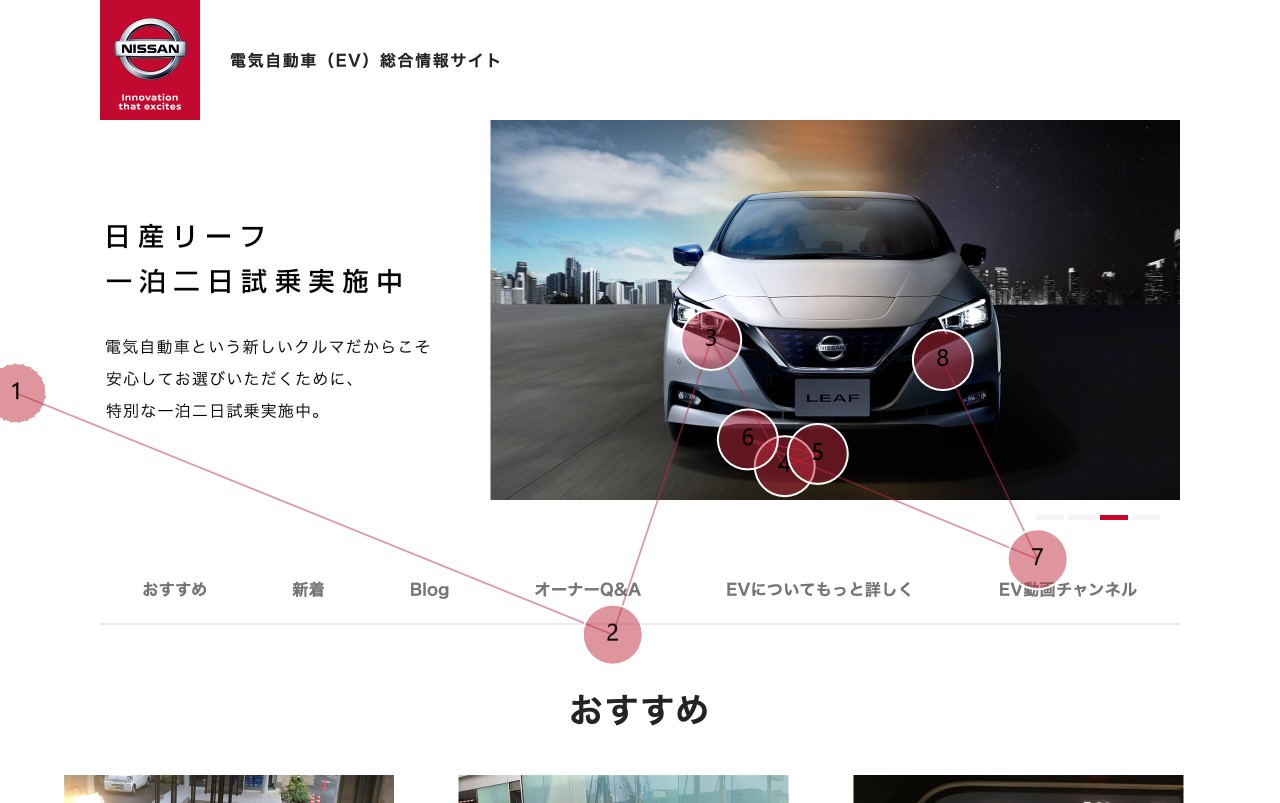 NISSAN
Innovation
that excites
電気自動車（EV）総合情報サイト
日産リーフ
一泊二日試乗実施中
電気自動車という新しいクルマだからこそ
安心してお選びいただくために、
特別な一泊二日試乗実施中。
1
3
8
NISSAN
LEAF
6
4
5
7
おすすめ
新着
Blog
オーナーQ&A
EVについてもっと詳しく
EV動画チャンネル
2
おすすめ